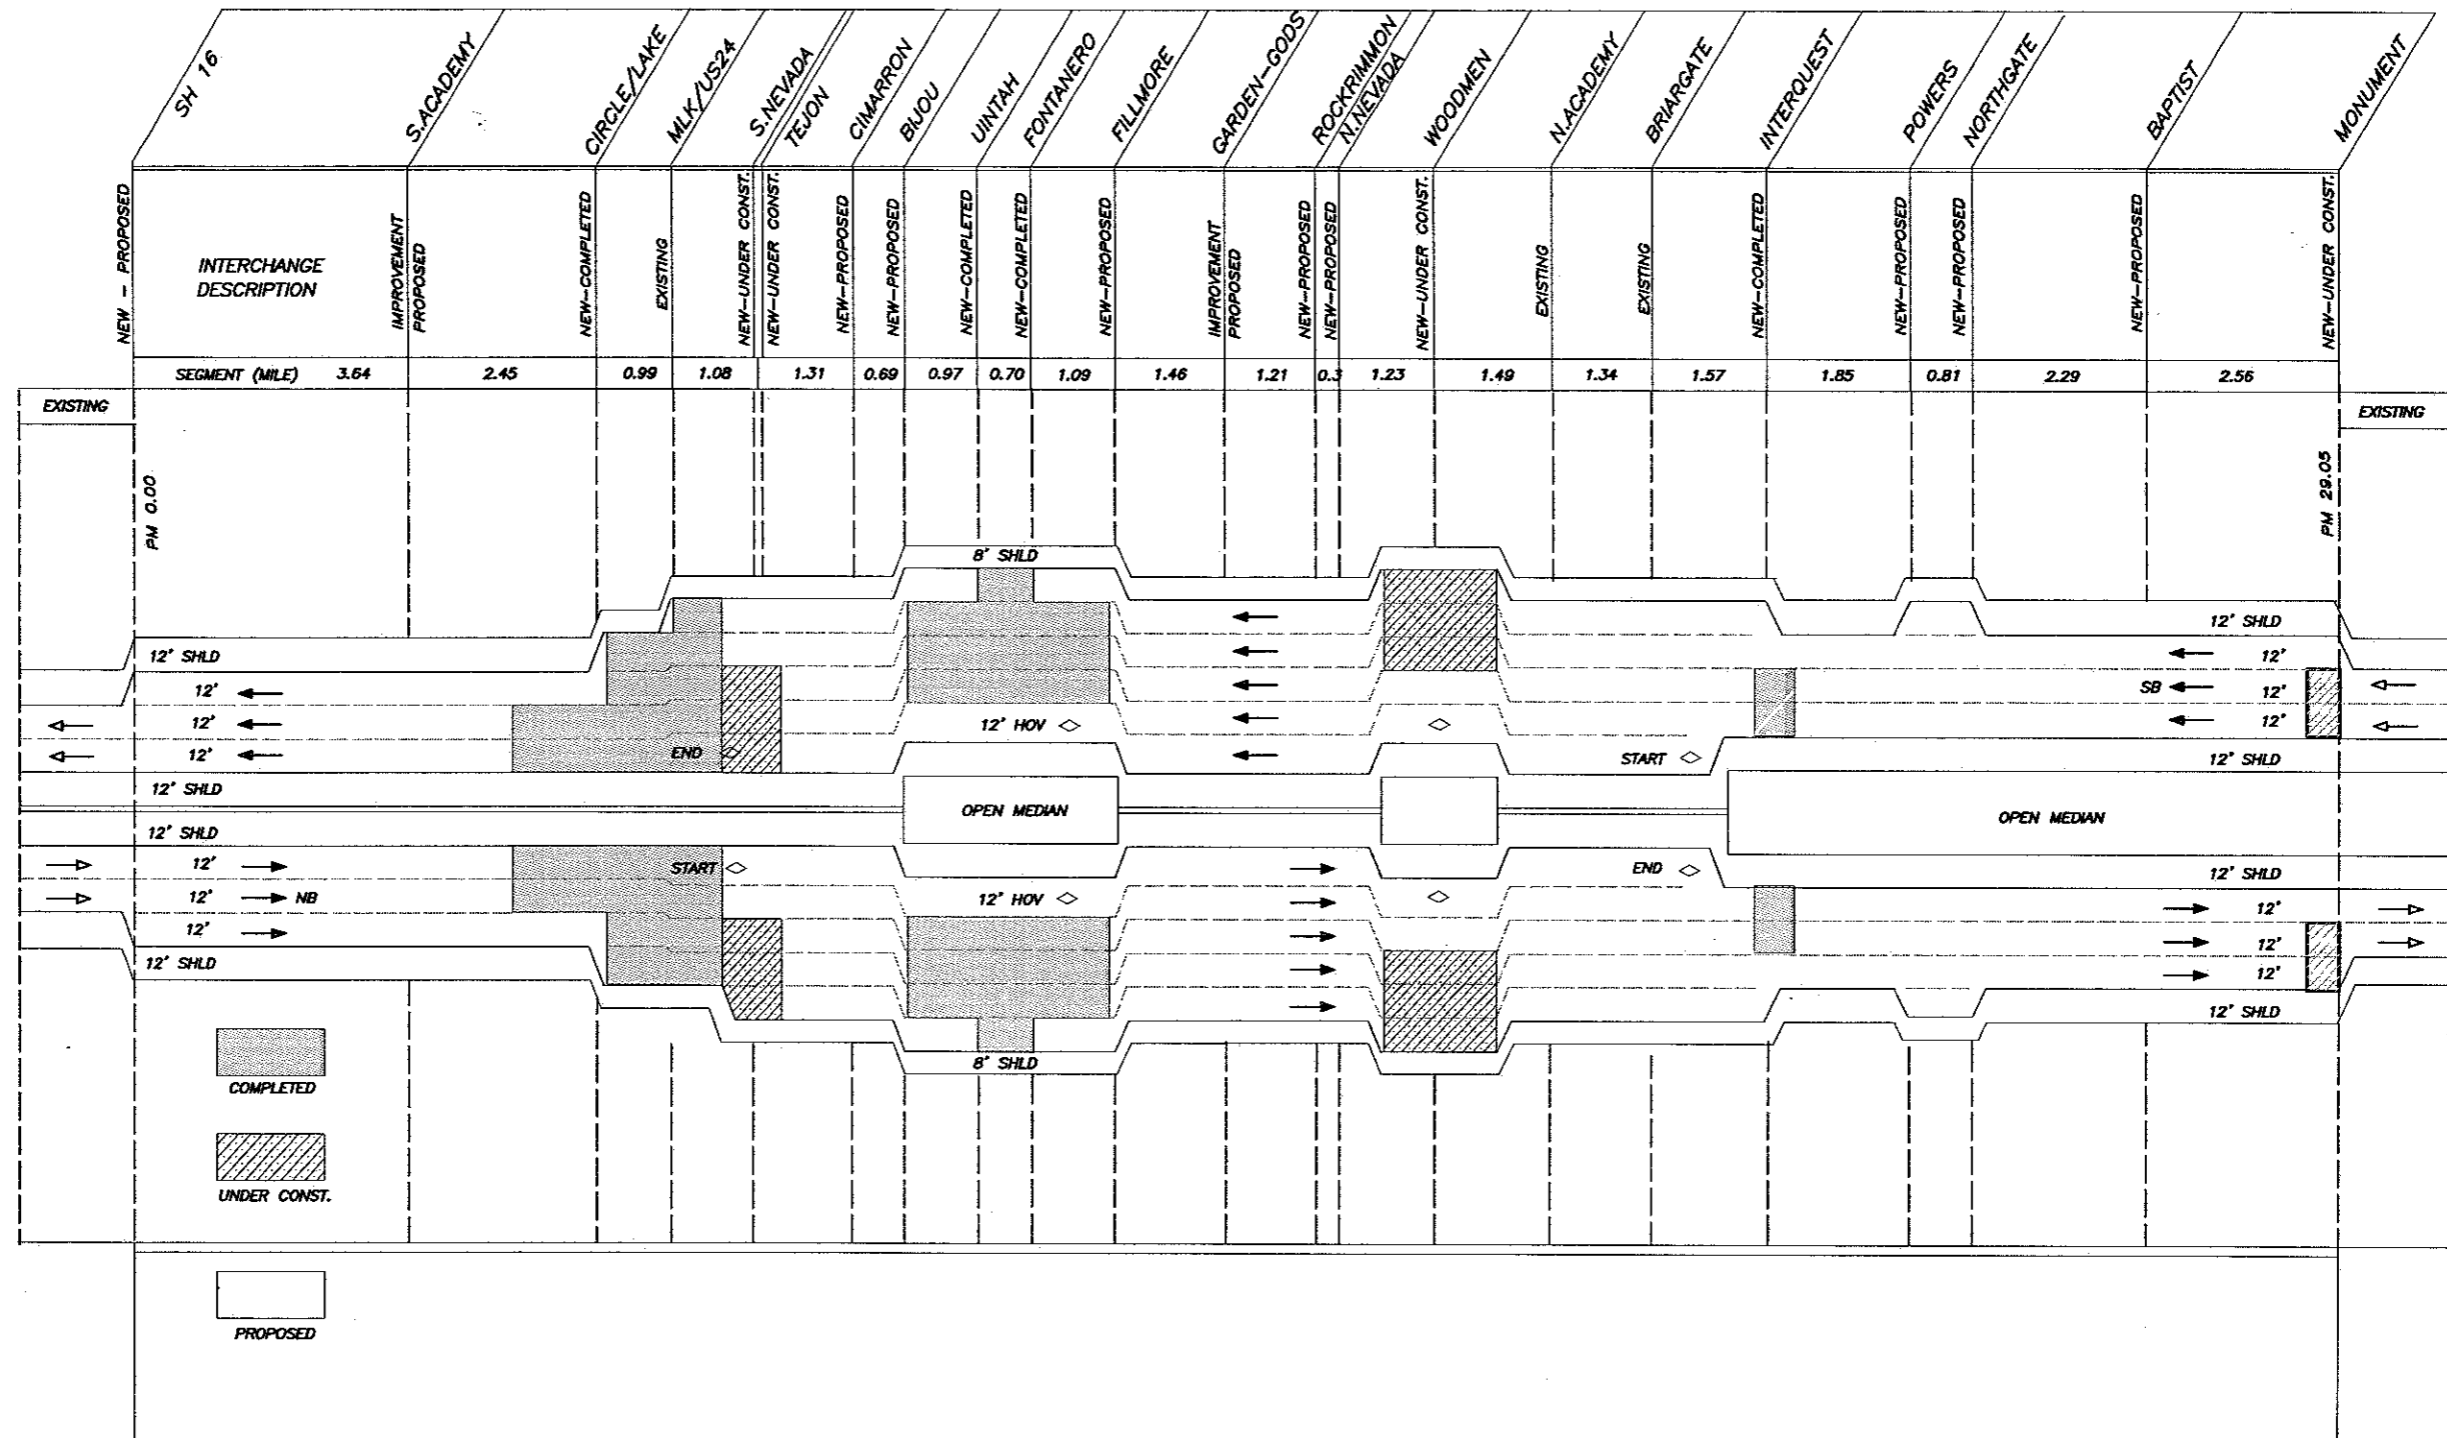 SH 16
S.ACADEMY
CIRCLE/LAKE
MLK/US24
S.NEVADA
TEJON
CIMARRON
BIJOU
UINTAH
FONTANERO
FILLMORE
GARDEN-GODS
ROCKRIMMON
N.NEVADA
WOODMEN
N.ACADEMY
BRIARGATE
INTERQUEST
POWERS
NORTHGATE
BAPTIST
MONUMENT
NEW - PROPOSED
INTERCHANGE
DESCRIPTION
IMPROVEMENT
PROPOSED
NEW-COMPLETED
EXISTING
NEW-UNDER CONST.
NEW-UNDER CONST.
NEW-PROPOSED
NEW-PROPOSED
NEW-COMPLETED
NEW-COMPLETED
NEW-PROPOSED
IMPROVEMENT
PROPOSED
NEW-PROPOSED
NEW-PROPOSED
NEW-UNDER CONST.
EXISTING
EXISTING
NEW-COMPLETED
NEW-PROPOSED
NEW-PROPOSED
NEW-PROPOSED
NEW-UNDER CONST.
SEGMENT (MILE) 3.64 2.45 0.99 1.08 1.31 0.69 0.97 0.70 1.09 1.46 1.21 0.3 1.23 1.49 1.34 1.57 1.85 0.81 2.29 2.56
EXISTING
EXISTING
PM 0.00
PM 29.05
8' SHLD
12' SHLD
12' SHLD
12'
12'
SB 12'
12'
12'
12'
12' HOV
END
START
12' SHLD
12' SHLD
OPEN MEDIAN
OPEN MEDIAN
12' SHLD
12'
START
END
12' SHLD
12' NB
12' HOV
12'
12'
12'
12' SHLD
12'
12' SHLD
8' SHLD
COMPLETED
UNDER CONST.
PROPOSED